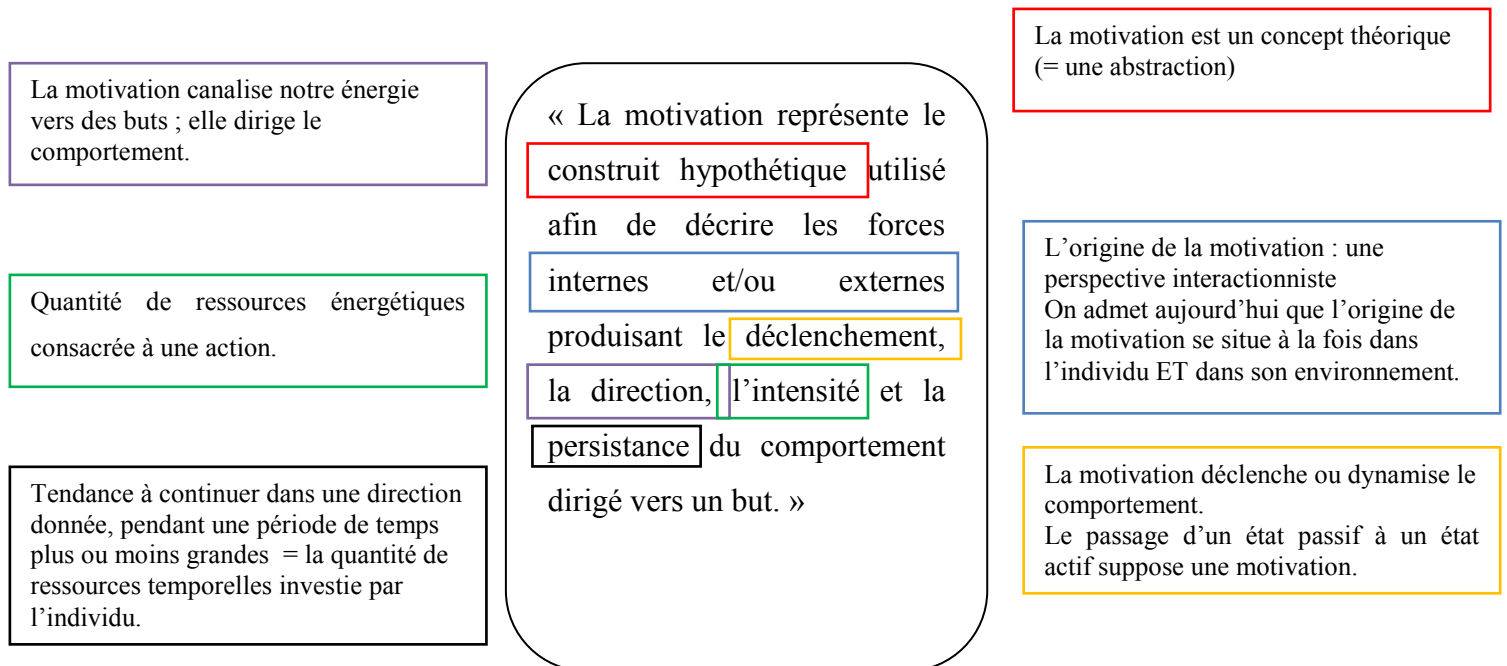 La motivation canalise notre énergie
vers des buts ; elle dirige le
comportement.
Quantité de ressources énergétiques
consacrée à une action.
Tendance à continuer dans une direction
donnée, pendant une période de temps
plus ou moins grandes = la quantité de
ressources temporelles investie par
l’individu.
« La motivation représente le
construit hypothétique utilisé
afin de décrire les forces
internes et/ou externes
produisant le déclenchement,
la direction, l’intensité et la
persistance du comportement
dirigé vers un but. »
La motivation est un concept théorique
(= une abstraction)
L’origine de la motivation : une
perspective interactionniste
On admet aujourd’hui que l’origine de
la motivation se situe à la fois dans
l’individu ET dans son environnement.
La motivation déclenche ou dynamise le
comportement.
Le passage d’un état passif à un état
actif suppose une motivation.